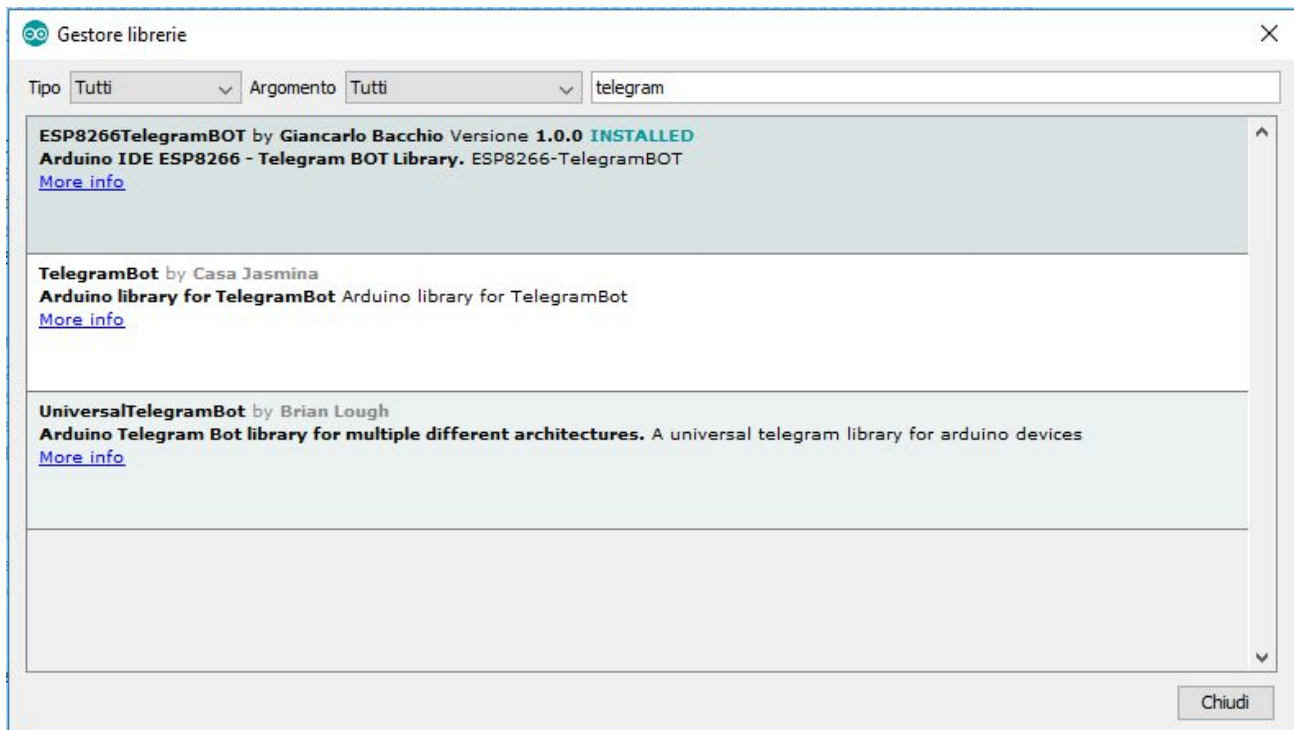 Gestore librerie
Tipo Tutti Argomento Tutti telegram
ESP8266TelegramBOT by Giancarlo Bacchio Versione 1.0.0 INSTALLED
Arduino IDE ESP8266 - Telegram BOT Library. ESP8266-TelegramBOT
More info
TelegramBot by Casa Jasmina
Arduino library for TelegramBot Arduino library for TelegramBot
More info
UniversalTelegramBot by Brian Lough
Arduino Telegram Bot library for multiple different architectures. A universal telegram library for arduino devices
More info
Chiudi